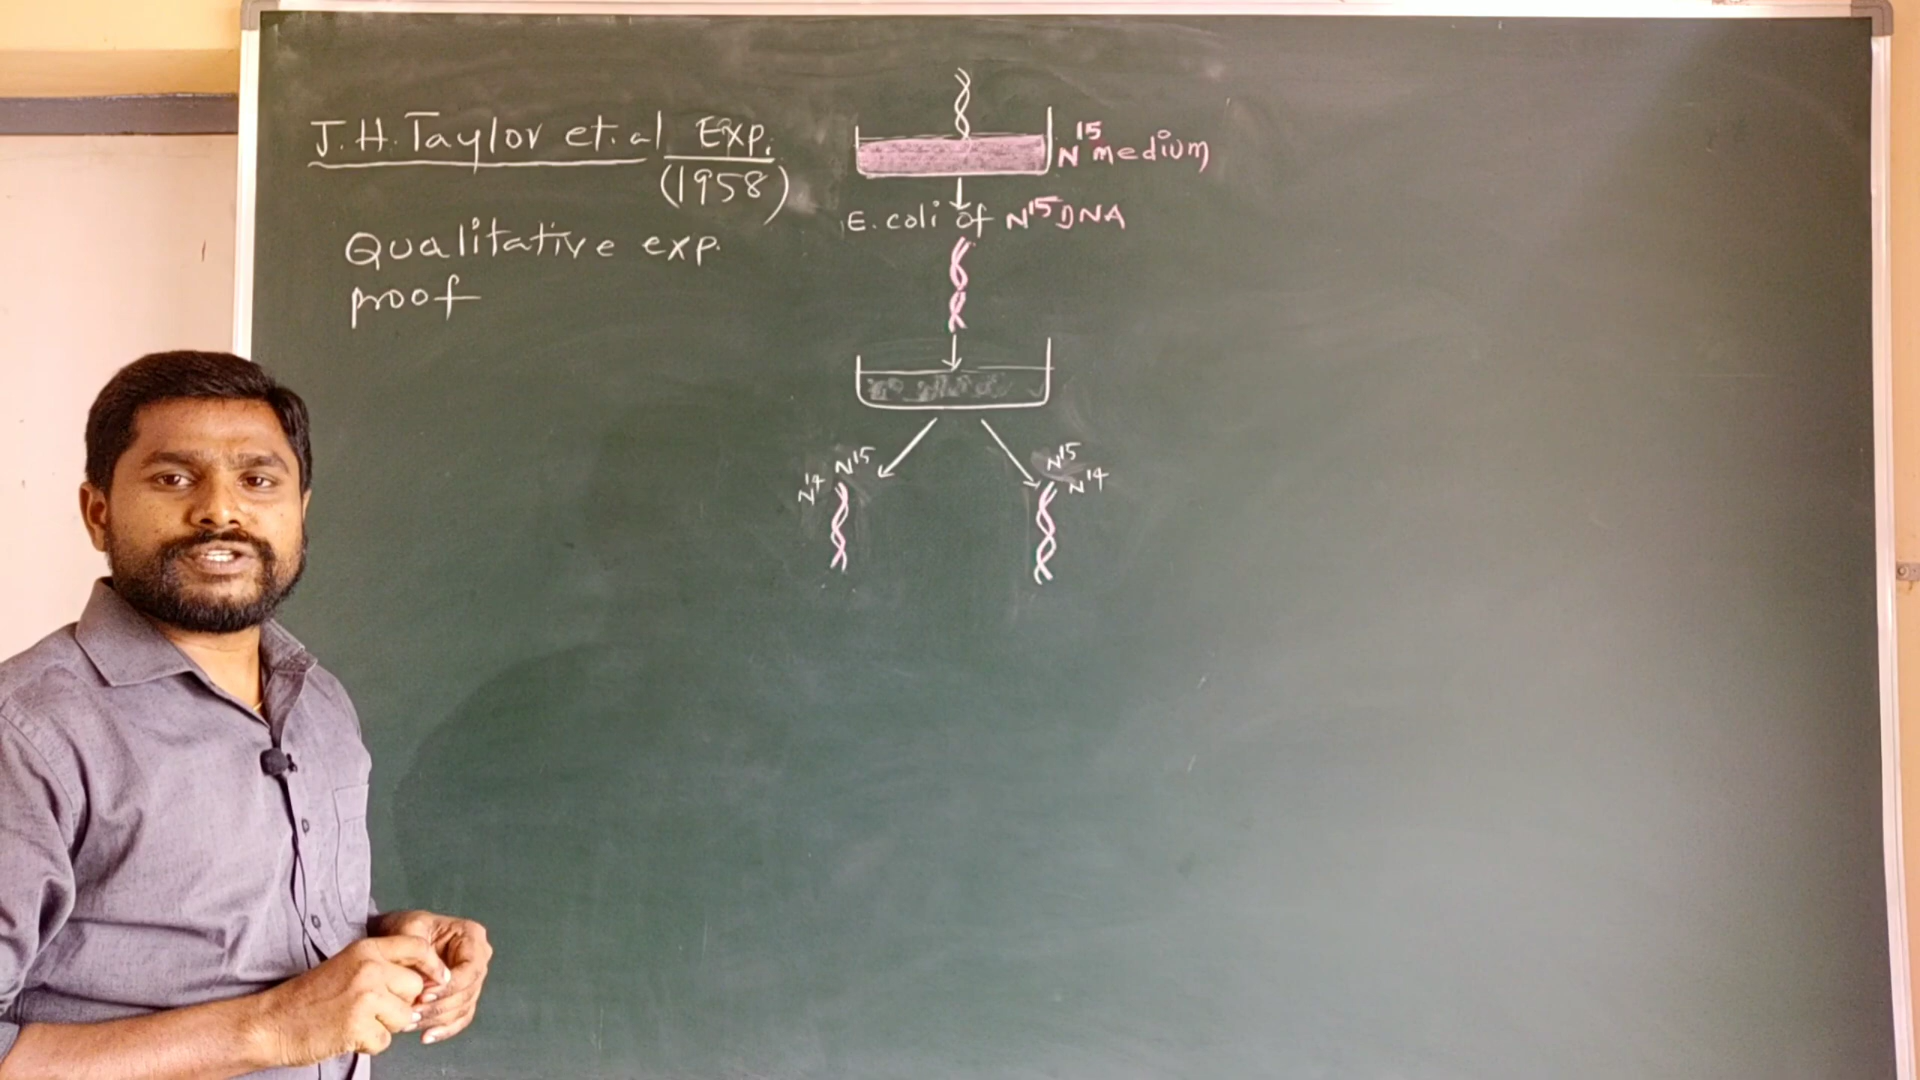 J.H. Taylor et.al Exp.
(1958)
Qualitative exp.
proof
N¹⁵ medium
E. coli of N¹⁵ DNA
N¹⁴ N¹⁵
N¹⁵
N¹⁴